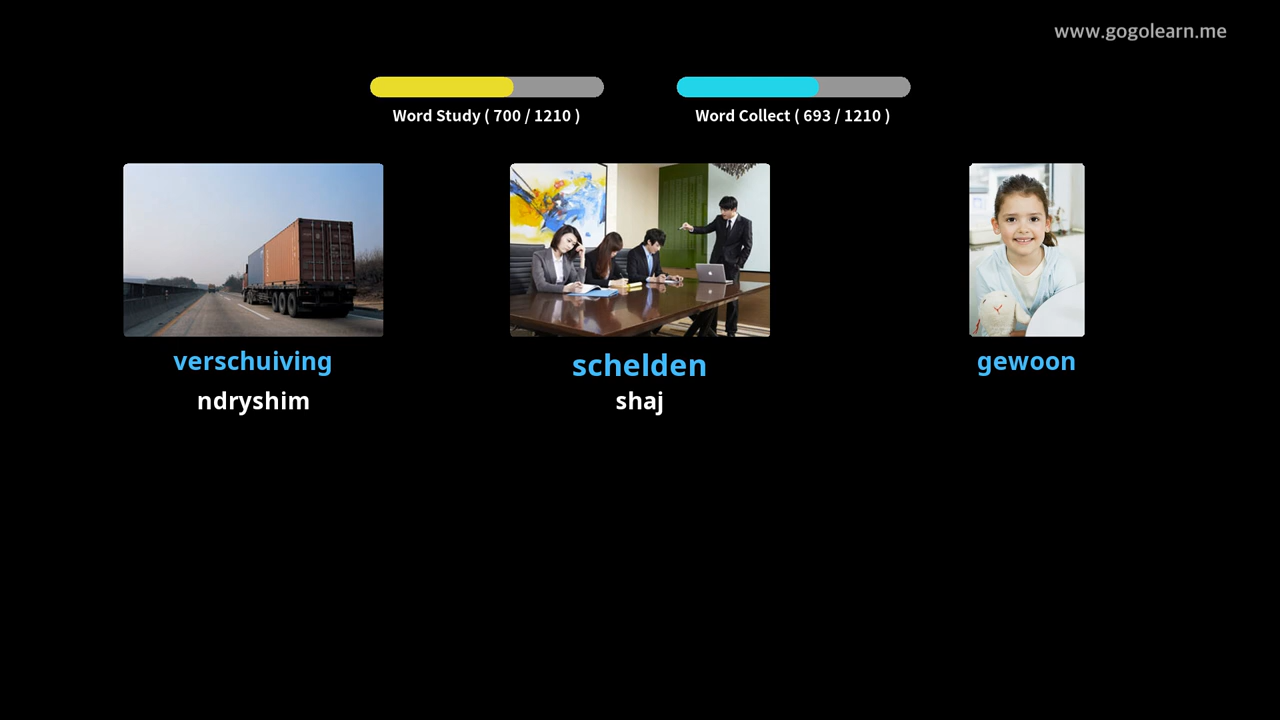 www.gogolearn.me
Word Study ( 700 / 1210 )
Word Collect ( 693 / 1210 )
verschuiving
schelden
gewoon
ndryshim
shaj